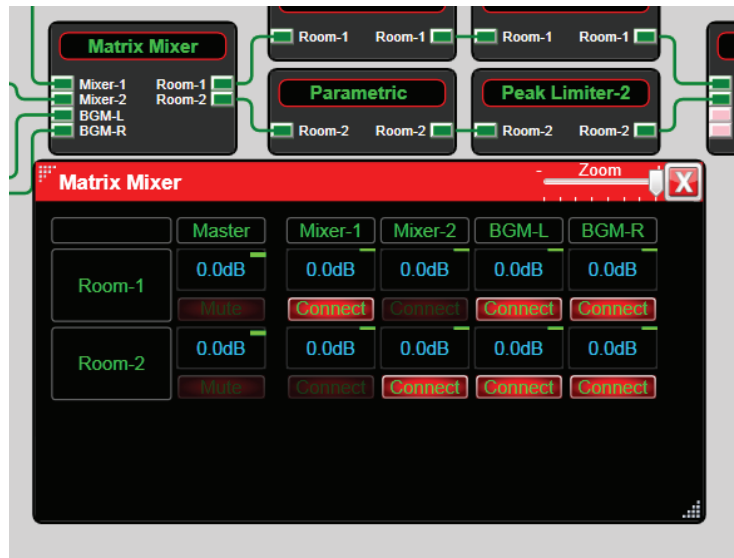 Matrix Mixer
Mixer-1 Room-1
Mixer-2 Room-2
BGM-L
BGM-R
Room-1 Room-1
Room-1 Room-1
Parametric
Room-2 Room-2
Peak Limiter-2
Room-2 Room-2
Matrix Mixer
- Zoom
X
Master Mixer-1 Mixer-2 BGM-L BGM-R
Room-1
0.0dB 0.0dB 0.0dB 0.0dB 0.0dB
Mute Connect Connect Connect Connect
Room-2
0.0dB 0.0dB 0.0dB 0.0dB 0.0dB
Mute Connect Connect Connect Connect